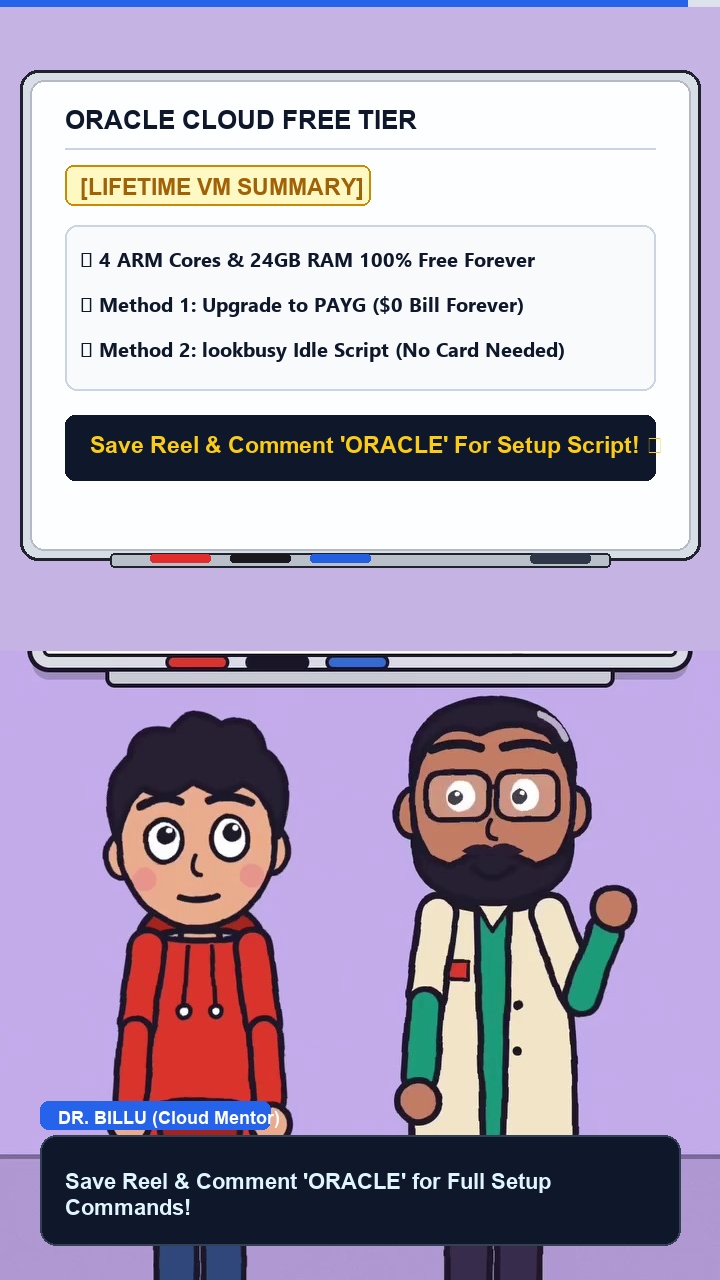 ORACLE CLOUD FREE TIER
[LIFETIME VM SUMMARY]
4 ARM Cores & 24GB RAM 100% Free Forever
Method 1: Upgrade to PAYG ($0 Bill Forever)
Method 2: lookbusy Idle Script (No Card Needed)
Save Reel & Comment 'ORACLE' For Setup Script!
DR. BILLU (Cloud Mentor)
Save Reel & Comment 'ORACLE' for Full Setup
Commands!